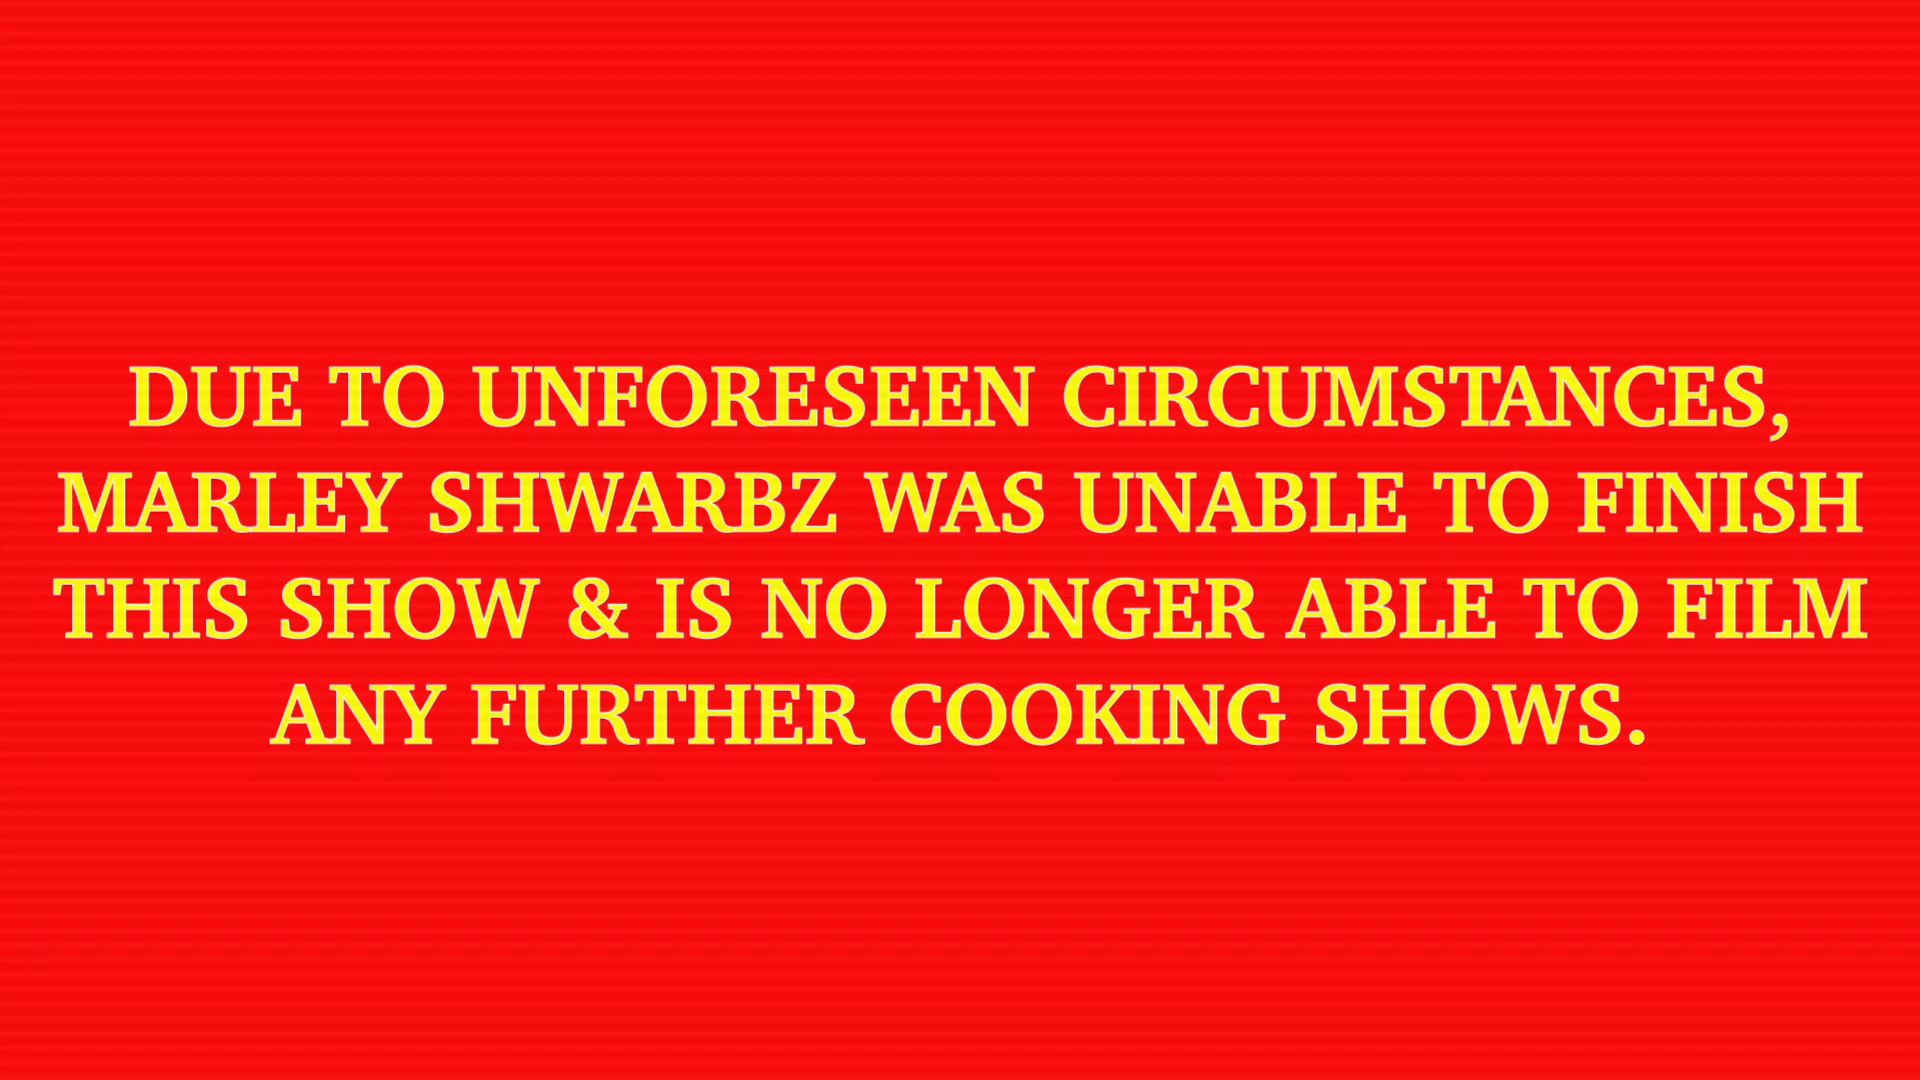 DUE TO UNFORESEEN CIRCUMSTANCES,
MARLEY SHWARBZ WAS UNABLE TO FINISH
THIS SHOW & IS NO LONGER ABLE TO FILM
ANY FURTHER COOKING SHOWS.